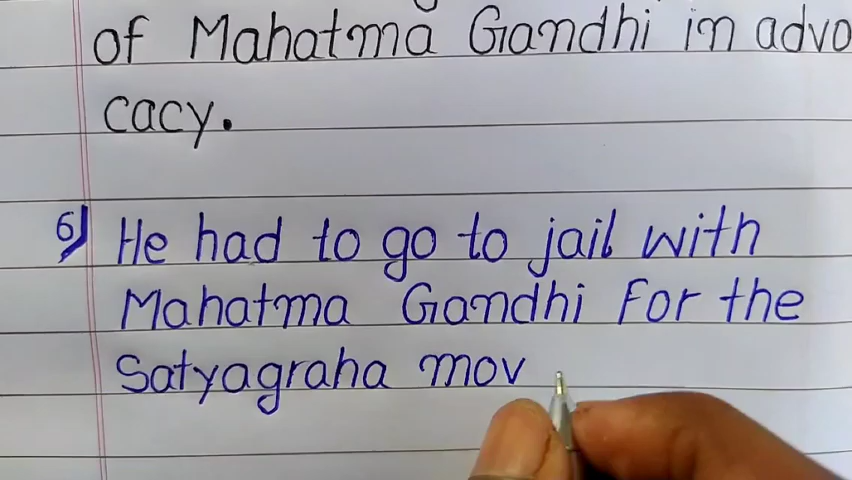 of Mahatma Gandhi in advo
cacy.
6) He had to go to jail with
Mahatma Gandhi For the
Satyagraha mov